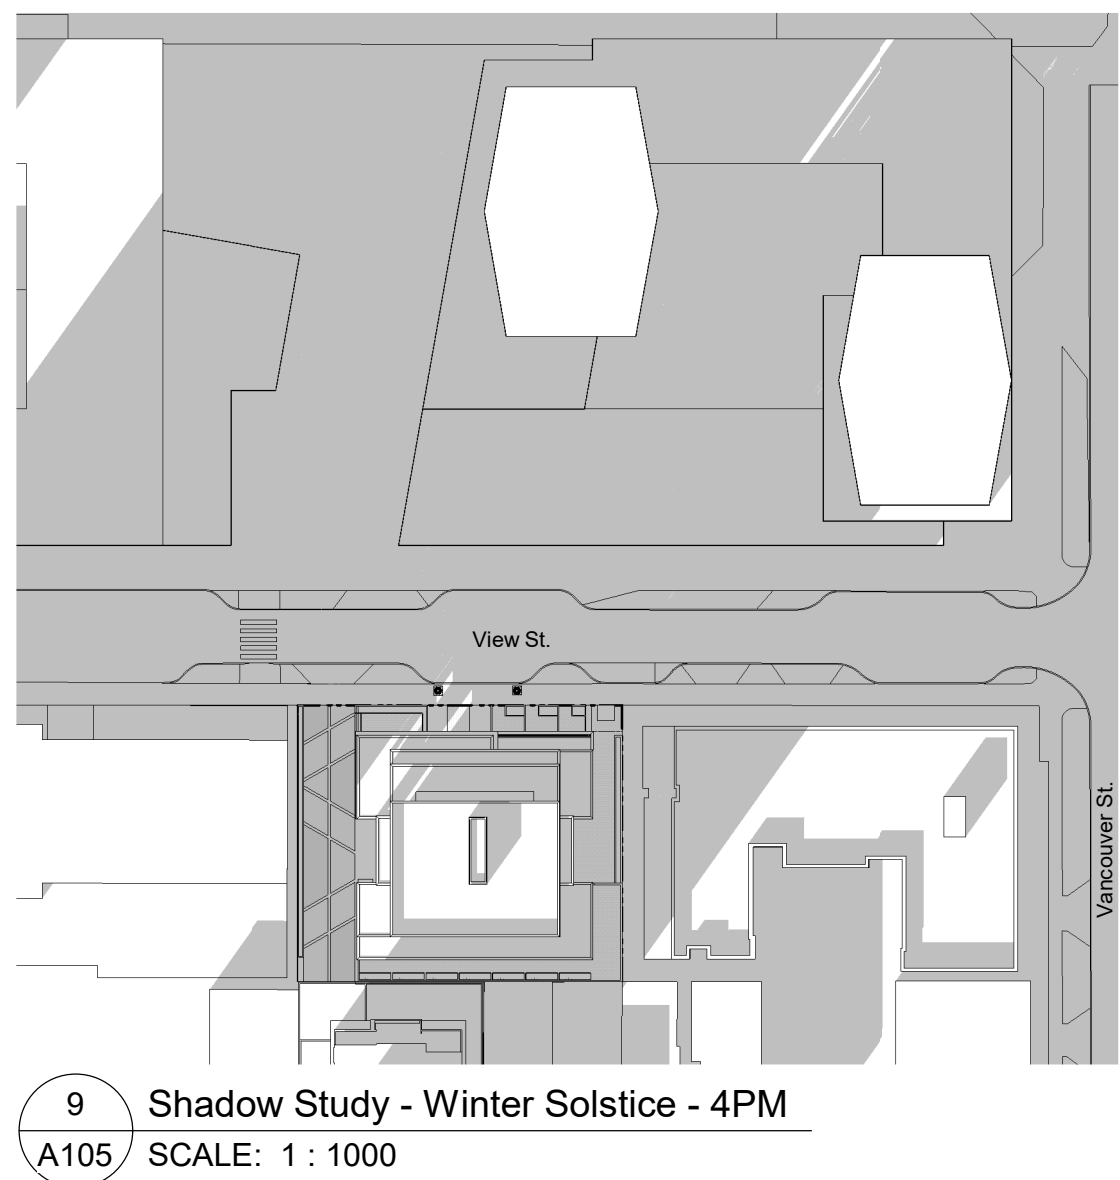 View St.
Vancouver St.
9
A105
Shadow Study - Winter Solstice - 4PM
SCALE: 1 : 1000